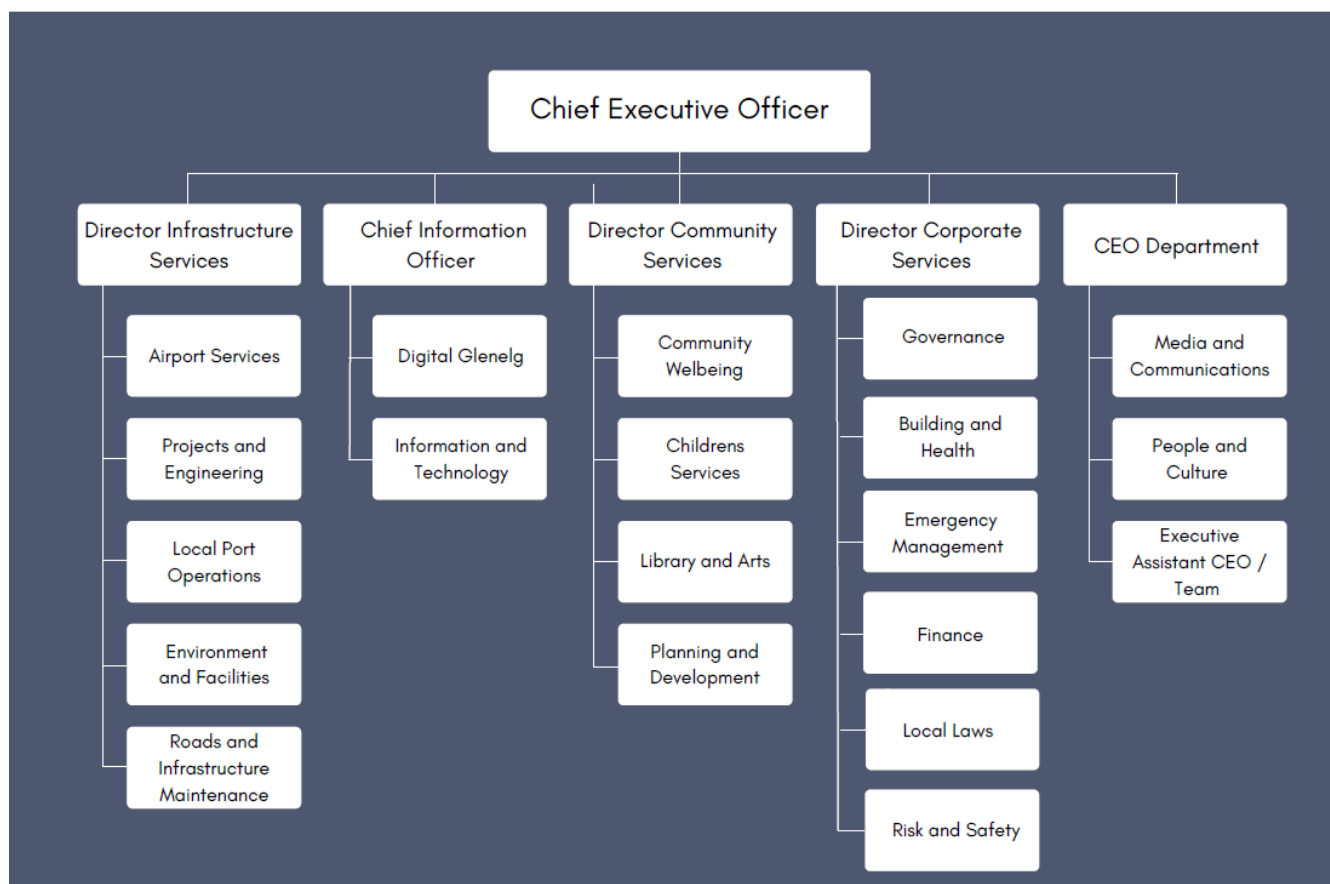 Chief Executive Officer
Director Infrastructure
Services
Airport Services
Projects and
Engineering
Local Port
Operations
Environment
and Facilities
Roads and
Infrastructure
Maintenance
Chief Information
Officer
Digital Glenelg
Information and
Technology
Director Community
Services
Community
Welbeing
Childrens
Services
Library and Arts
Planning and
Development
Director Corporate
Services
Governance
Building and
Health
Emergency
Management
Finance
Local Laws
Risk and Safety
CEO Department
Media and
Communications
People and
Culture
Executive
Assistant CEO /
Team